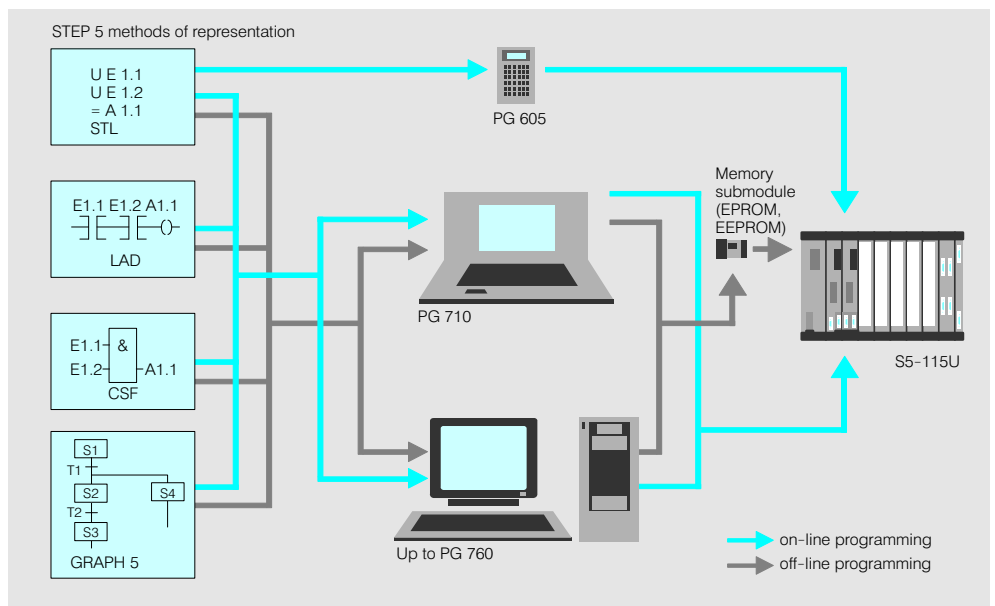 STEP 5 methods of representation
U E 1.1
U E 1.2
= A 1.1
STL
PG 605
E1.1 E1.2 A1.1
LAD
Memory
submodule
(EPROM,
EEPROM)
PG 710
S5-115U
E1.1
&
E1.2
A1.1
CSF
S1
T1
S2
S4
T2
S3
GRAPH 5
Up to PG 760
on-line programming
off-line programming